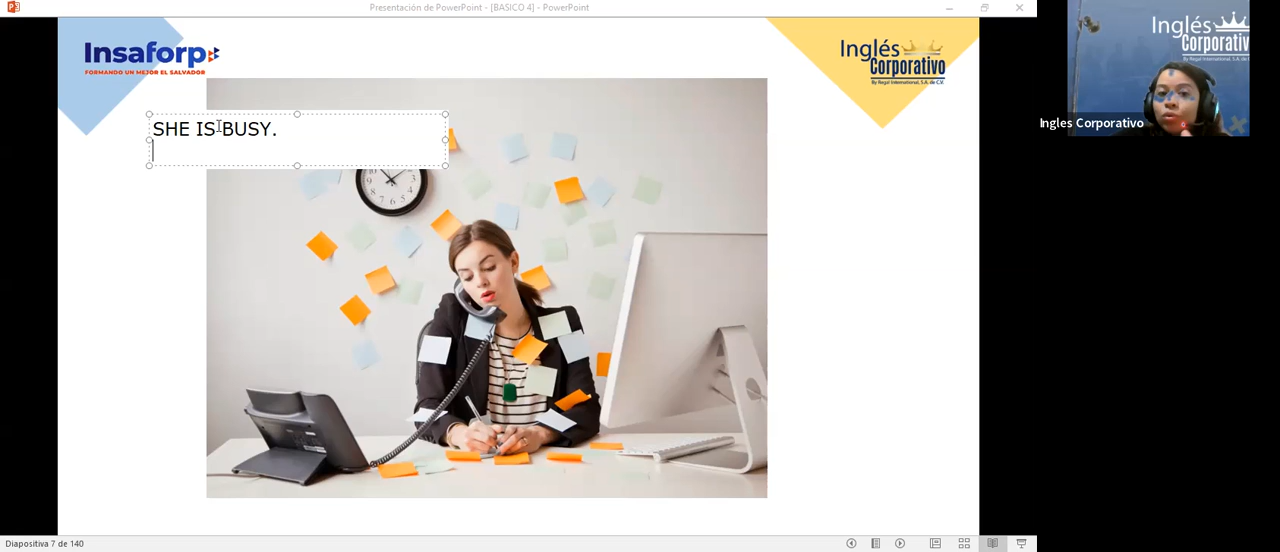 Presentación de PowerPoint - [BASICO 4] - PowerPoint
Insaforp
FORMANDO UN MEJOR EL SALVADOR
Inglés
Corporativo
By Regal International, S.A. de C.V.
SHE IS BUSY.
Inglés
Corporativo
Ingles Corporativo
Diapositiva 7 de 140